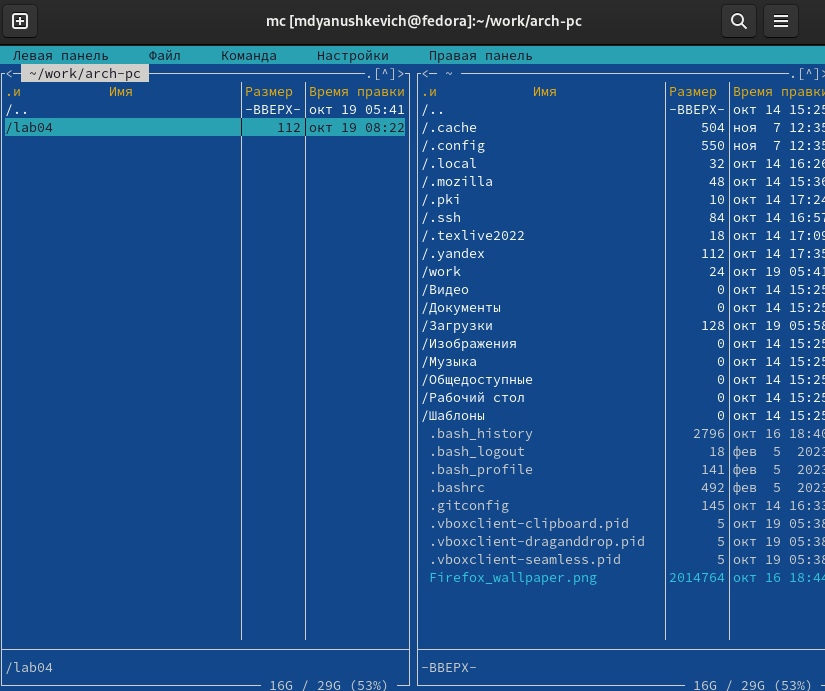 mc [mdyanushkevich@fedora]:~/work/arch-pc
Левая панель Файл Команда Настройки Правая панель
<─ ~/work/arch-pc .[^]>
.и Имя Размер Время правки
/.. -ВВЕРХ- окт 19 05:41
/lab04 112 окт 19 08:22
/lab04
16G / 29G (53%)
<─ ~ .[^]>
.и Имя Размер Время правки
/.. -ВВЕРХ- окт 14 15:25
/.cache 504 ноя 7 12:35
/.config 550 ноя 7 12:35
/.local 32 окт 14 16:26
/.mozilla 48 окт 14 15:36
/.pki 10 окт 14 17:24
/.ssh 84 окт 14 16:57
/.texlive2022 18 окт 14 17:09
/.yandex 112 окт 14 17:35
/work 24 окт 19 05:41
/Видео 0 окт 14 15:25
/Документы 0 окт 14 15:25
/Загрузки 128 окт 19 05:58
/Изображения 0 окт 14 15:25
/Музыка 0 окт 14 15:25
/Общедоступные 0 окт 14 15:25
/Рабочий стол 0 окт 14 15:25
/Шаблоны 0 окт 14 15:25
.bash_history 2796 окт 16 18:40
.bash_logout 18 фев 5 2023
.bash_profile 141 фев 5 2023
.bashrc 492 фев 5 2023
.gitconfig 145 окт 14 16:33
.vboxclient-clipboard.pid 5 окт 19 05:38
.vboxclient-draganddrop.pid 5 окт 19 05:38
.vboxclient-seamless.pid 5 окт 19 05:38
Firefox_wallpaper.png 2014764 окт 16 18:44
-ВВЕРХ-
16G / 29G (53%)